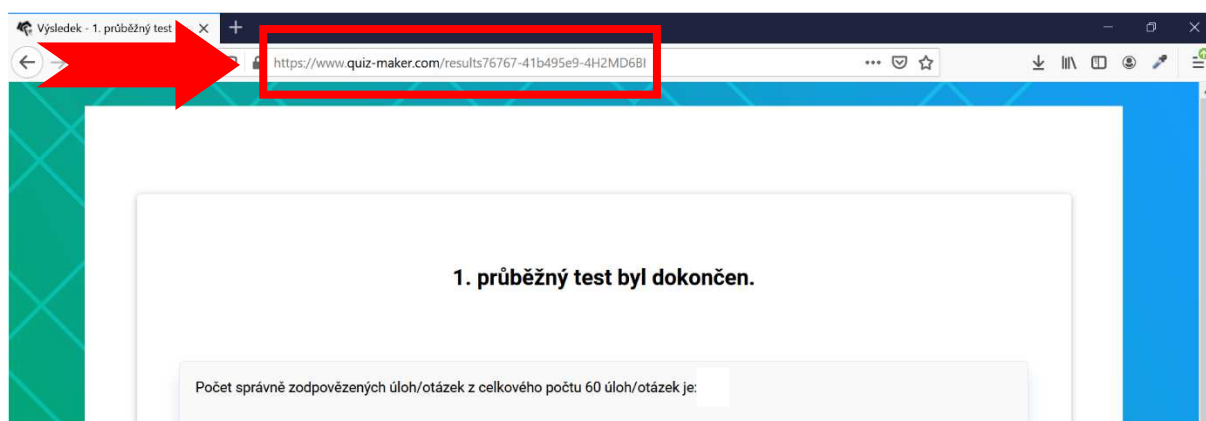 Výsledek - 1. průběžný test
https://www.quiz-maker.com/results76767-41b495e9-4H2MD6BI
1. průběžný test byl dokončen.
Počet správně zodpovězených úloh/otázek z celkového počtu 60 úloh/otázek je: